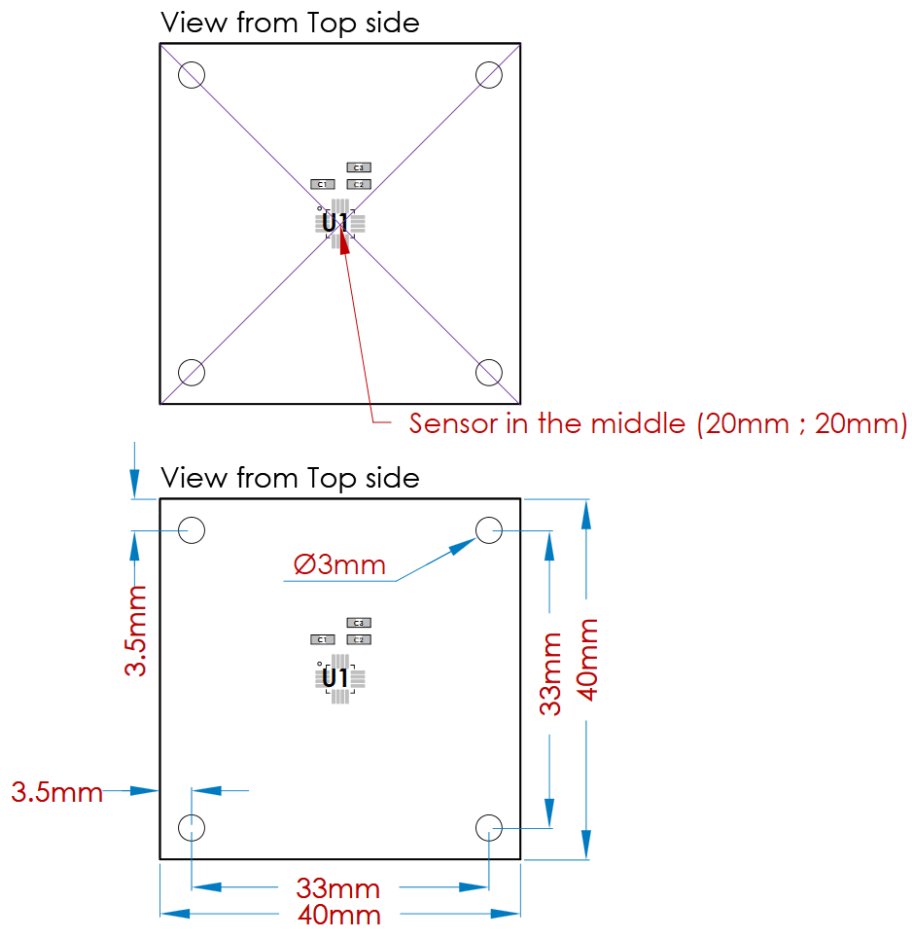 View from Top side
C3
C1
C2
U1
Sensor in the middle (20mm ; 20mm)
View from Top side
Ø3mm
3.5mm
C3
C1
C2
U1
33mm
40mm
3.5mm
33mm
40mm